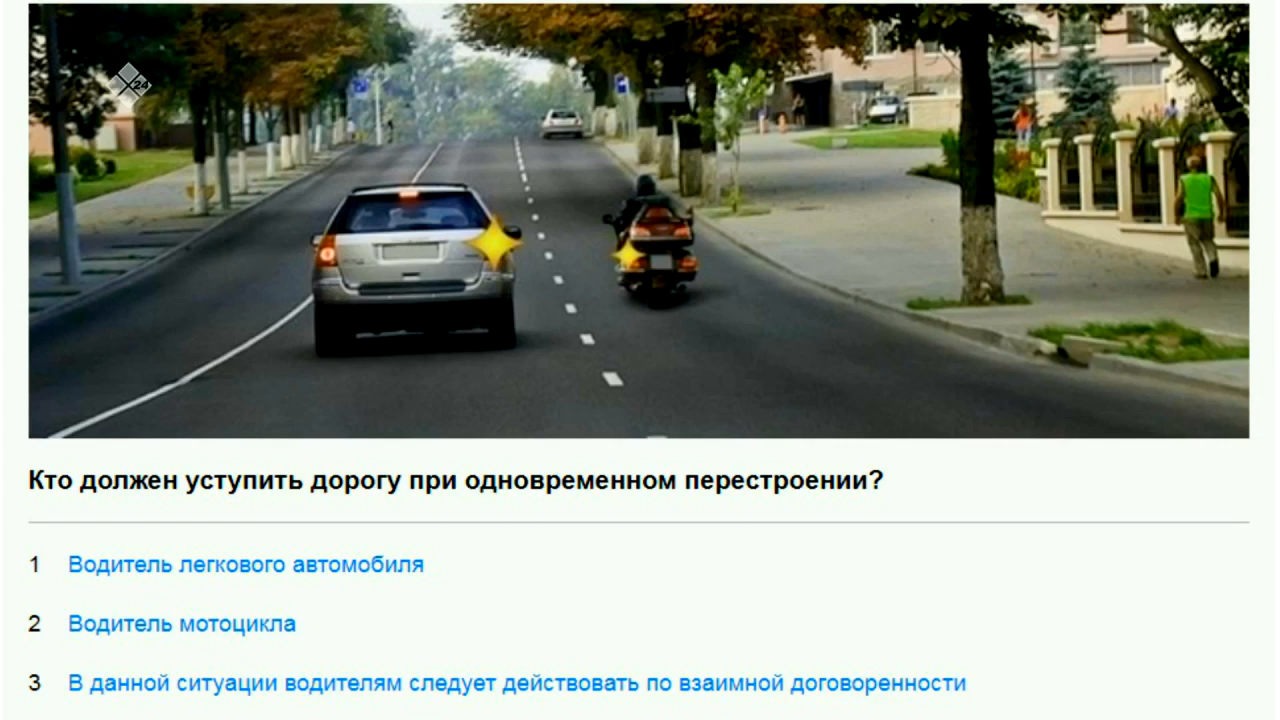 X24
Кто должен уступить дорогу при одновременном перестроении?
1 Водитель легкового автомобиля
2 Водитель мотоцикла
3 В данной ситуации водителям следует действовать по взаимной договоренности